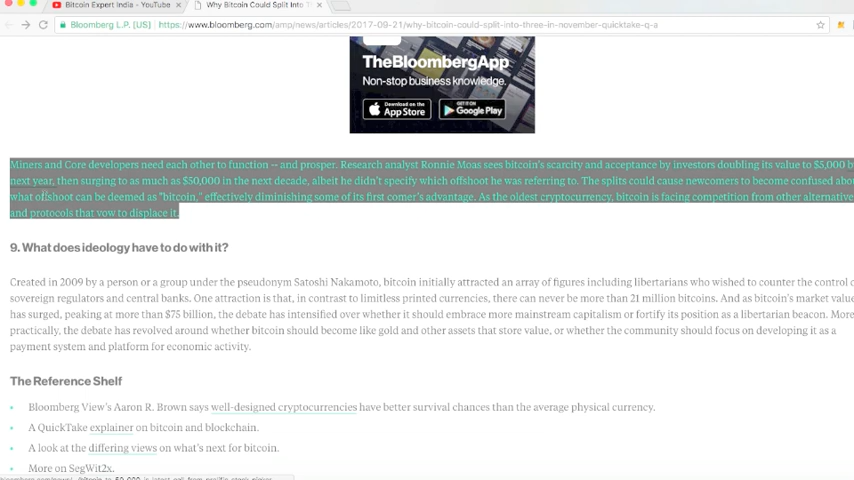 Bitcoin Expert India - YouTube
Why Bitcoin Could Split Into
Bloomberg L.P. [US] https://www.bloomberg.com/amp/news/articles/2017-09-21/why-bitcoin-could-split-into-three-in-november-quicktake-q-a
TheBloombergApp
Non-stop business knowledge.
Download on the App Store
GET IT ON Google Play
Miners and Core developers need each other to function -- and prosper. Research analyst Ronnie Moas sees bitcoin's scarcity and acceptance by investors doubling its value to $5,000
next year, then surging to as much as $50,000 in the next decade, albeit he didn't specify which offshoot he was referring to. The splits could cause newcomers to become confused
what offshoot can be deemed as "bitcoin," effectively diminishing some of its first comer's advantage. As the oldest cryptocurrency, bitcoin is facing competition from other
and protocols that vow to displace it.
9. What does ideology have to do with it?
Created in 2009 by a person or a group under the pseudonym Satoshi Nakamoto, bitcoin initially attracted an array of figures including libertarians who wished to counter the control
sovereign regulators and central banks. One attraction is that, in contrast to limitless printed currencies, there can never be more than 21 million bitcoins. And as bitcoin's market value
has surged, peaking at more than $75 billion, the debate has intensified over whether it should embrace more mainstream capitalism or fortify its position as a libertarian beacon. More
practically, the debate has revolved around whether bitcoin should become like gold and other assets that store value, or whether the community should focus on developing it as a
payment system and platform for economic activity.
The Reference Shelf
• Bloomberg View's Aaron R. Brown says well-designed cryptocurrencies have better survival chances than the average physical currency.
• A QuickTake explainer on bitcoin and blockchain.
• A look at the differing views on what's next for bitcoin.
• More on SegWit2x.